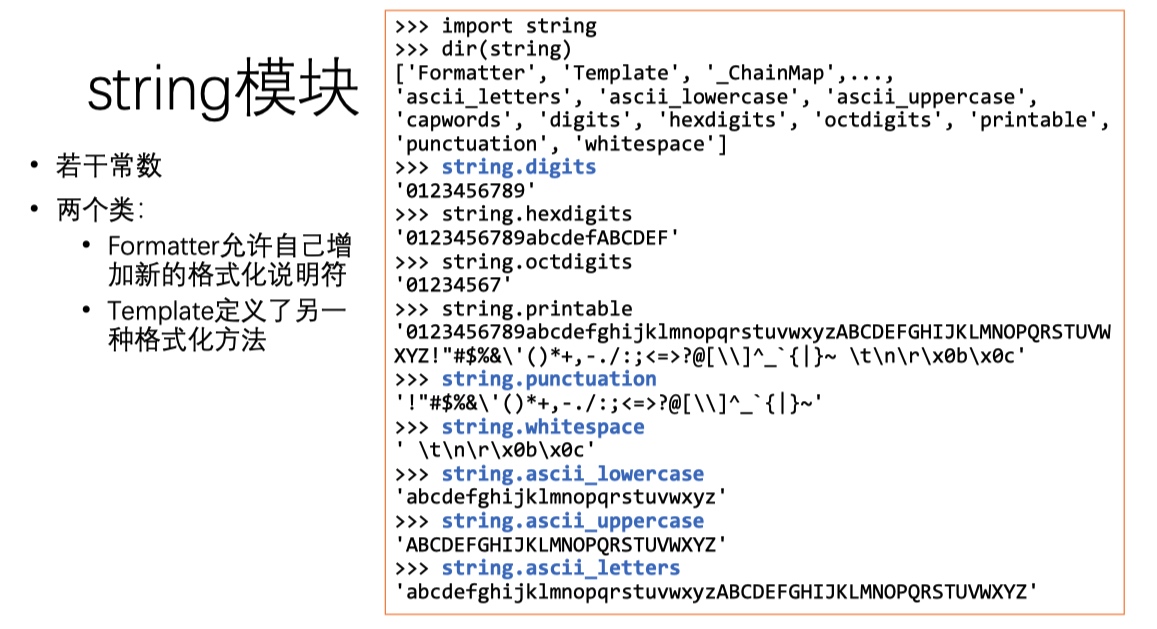 string模块
• 若干常数
• 两个类：
• Formatter允许自己增
加新的格式化说明符
• Template定义了另一
种格式化方法
>>> import string
>>> dir(string)
['Formatter', 'Template', '_ChainMap',...,
'ascii_letters', 'ascii_lowercase', 'ascii_uppercase',
'capwords', 'digits', 'hexdigits', 'octdigits', 'printable',
'punctuation', 'whitespace']
>>> string.digits
'0123456789'
>>> string.hexdigits
'0123456789abcdefABCDEF'
>>> string.octdigits
'01234567'
>>> string.printable
'0123456789abcdefghijklmnopqrstuvwxyzABCDEFGHIJKLMNOPQRSTUVW
XYZ!"#$%&\'()*+,-./:;<=>?@[\\]^_`{|}~ \t\n\r\x0b\x0c'
>>> string.punctuation
'!"#$%&\'()*+,-./:;<=>?@[\\]^_`{|}~'
>>> string.whitespace
' \t\n\r\x0b\x0c'
>>> string.ascii_lowercase
'abcdefghijklmnopqrstuvwxyz'
>>> string.ascii_uppercase
'ABCDEFGHIJKLMNOPQRSTUVWXYZ'
>>> string.ascii_letters
'abcdefghijklmnopqrstuvwxyzABCDEFGHIJKLMNOPQRSTUVWXYZ'